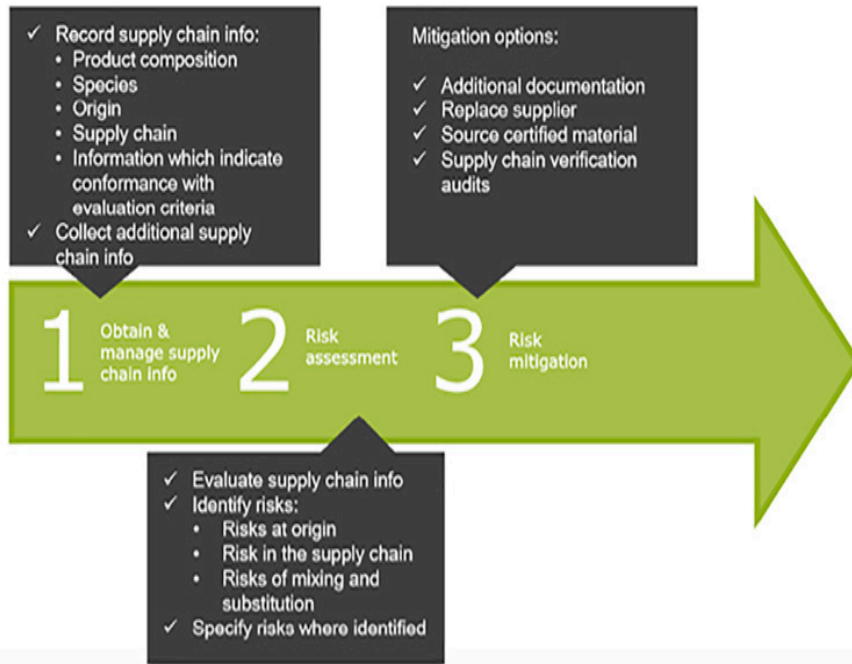 ✓ Record supply chain info:
• Product composition
• Species
• Origin
• Supply chain
• Information which indicate
conformance with
evaluation criteria
✓ Collect additional supply
chain info
Mitigation options:
✓ Additional documentation
✓ Replace supplier
✓ Source certified material
✓ Supply chain verification
audits
1 Obtain &
manage supply
chain info
2 Risk
assessment
3 Risk
mitigation
✓ Evaluate supply chain info
✓ Identify risks:
• Risks at origin
• Risk in the supply chain
• Risks of mixing and
substitution
✓ Specify risks where identified